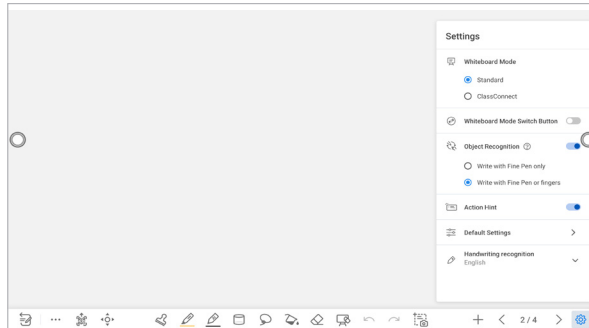 Settings
Whiteboard Mode
Standard
ClassConnect
Whiteboard Mode Switch Button
Object Recognition ?
Write with Fine Pen only
Write with Fine Pen or fingers
Action Hint
Default Settings
Handwriting recognition
English
2 / 4